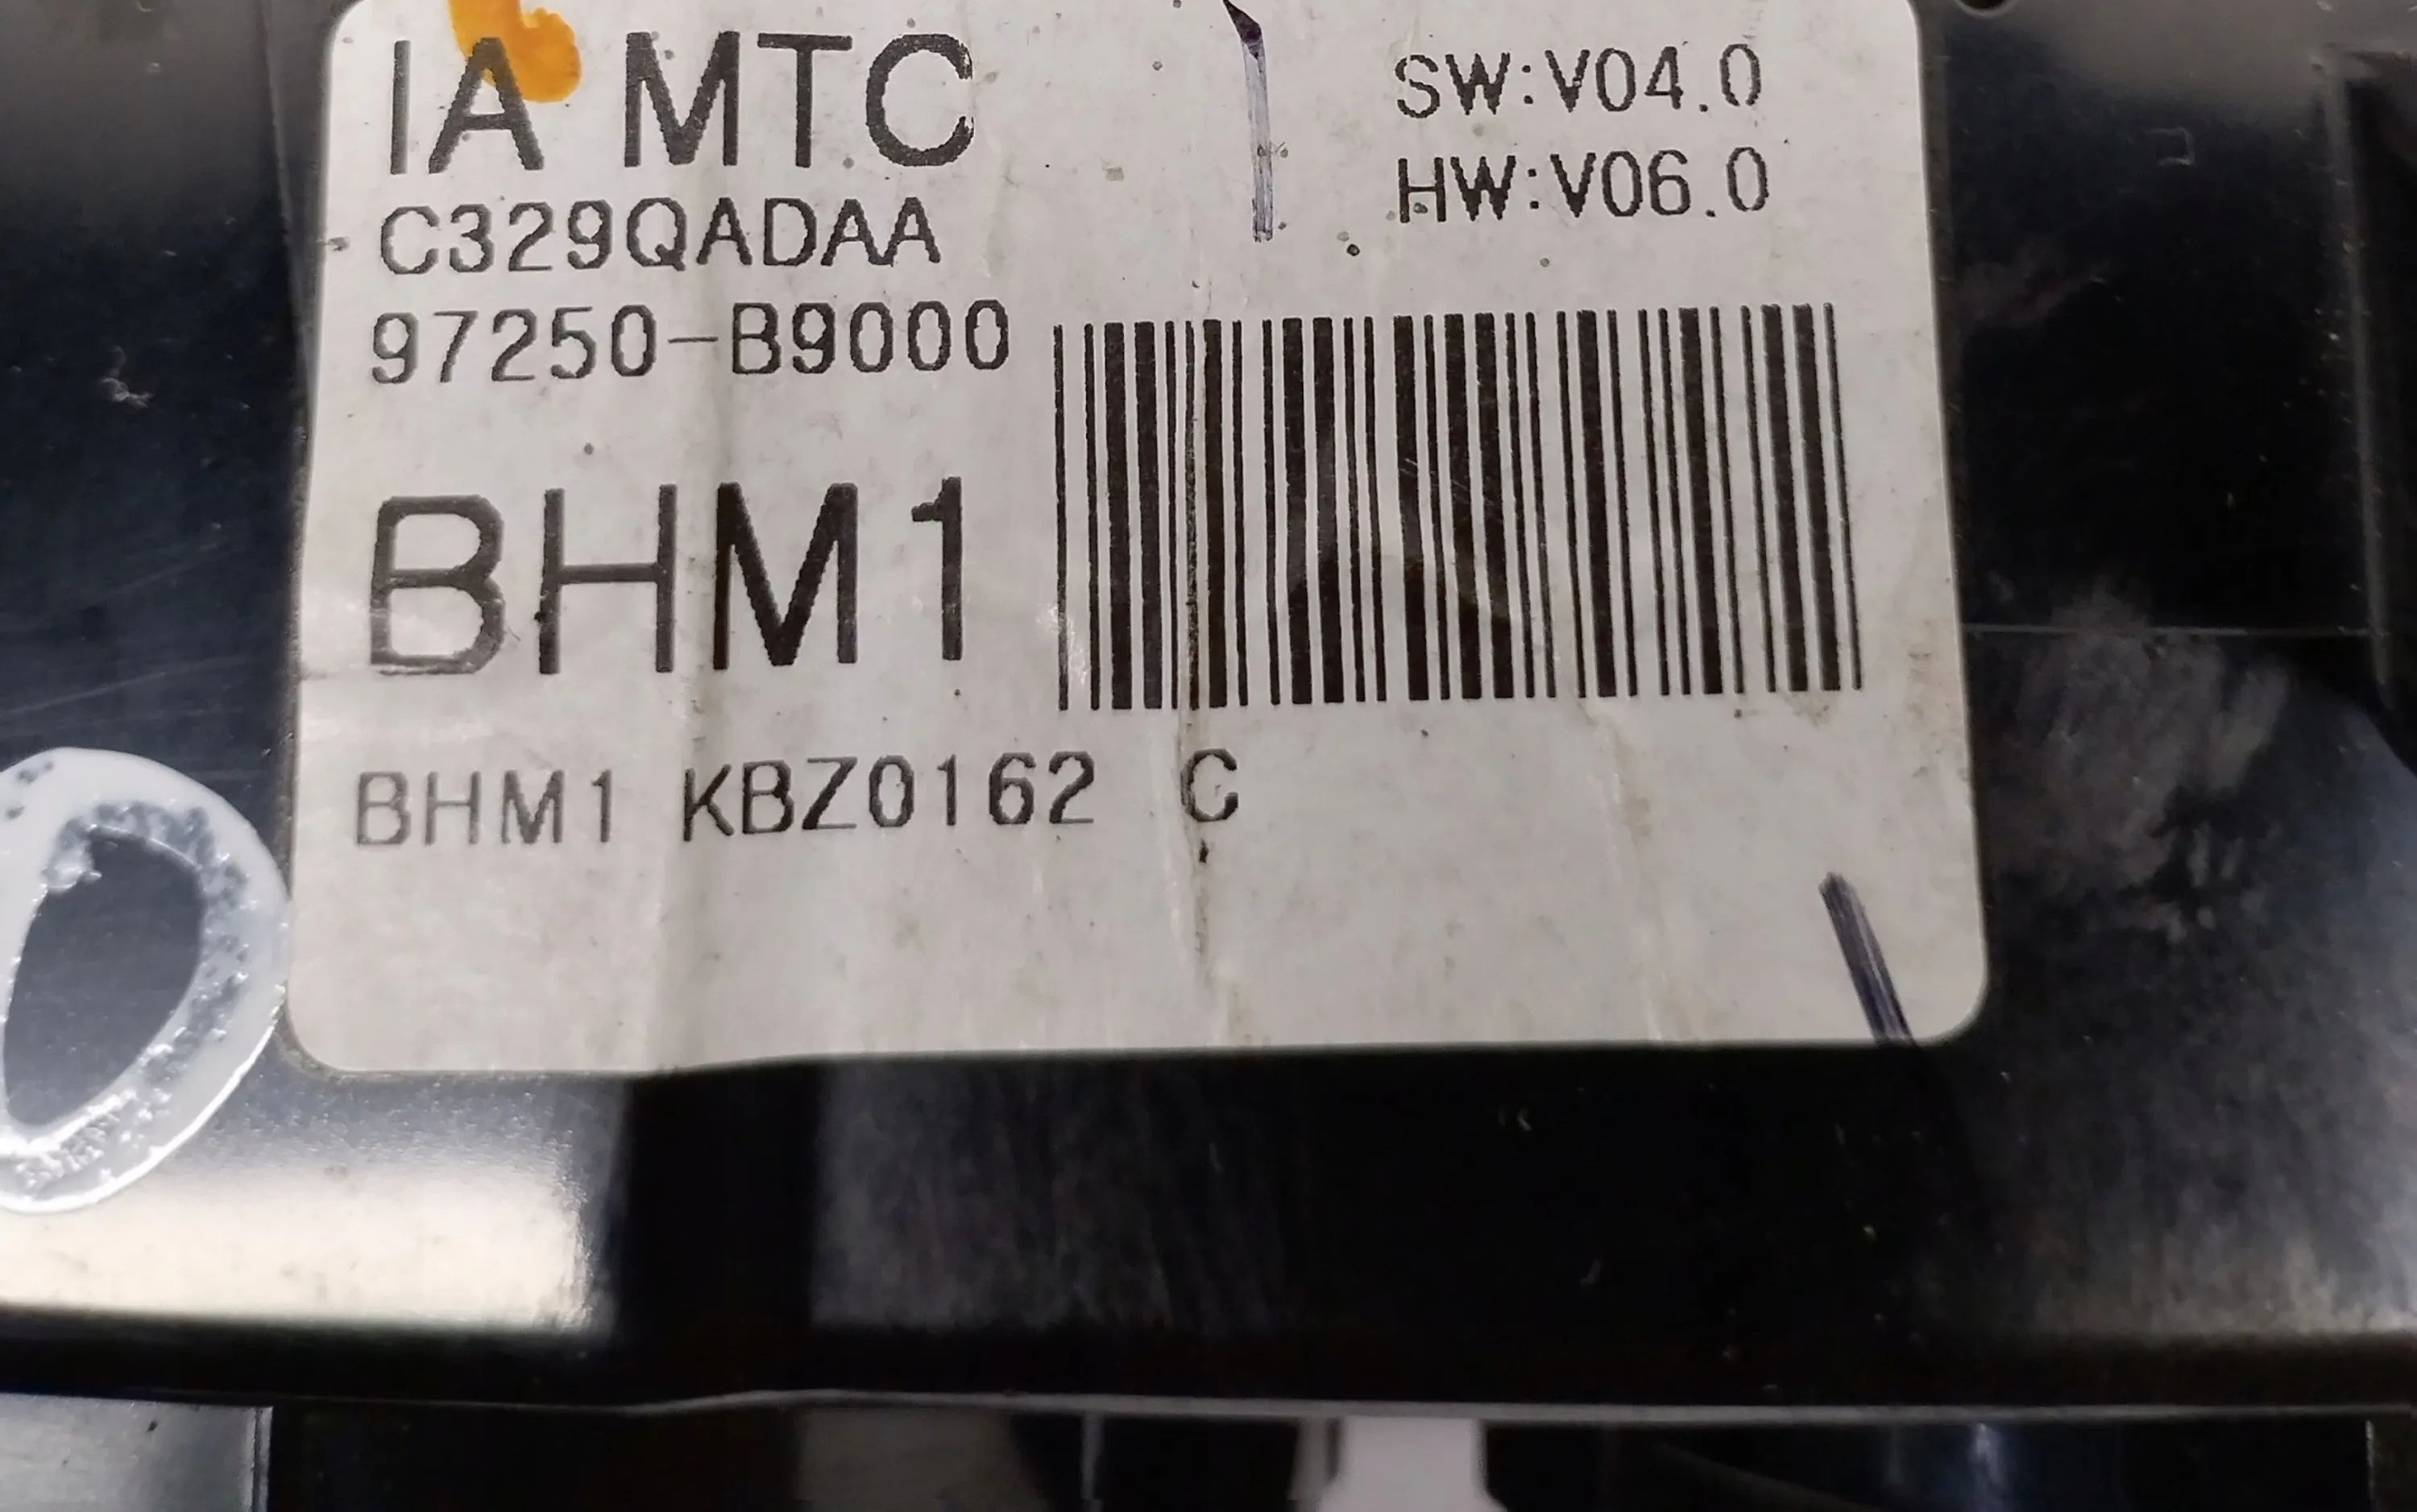 IA MTC
SW:V04.0
HW:V06.0
C329QADAA
97250-B9000
BHM1
BHM1 KBZ0162 C